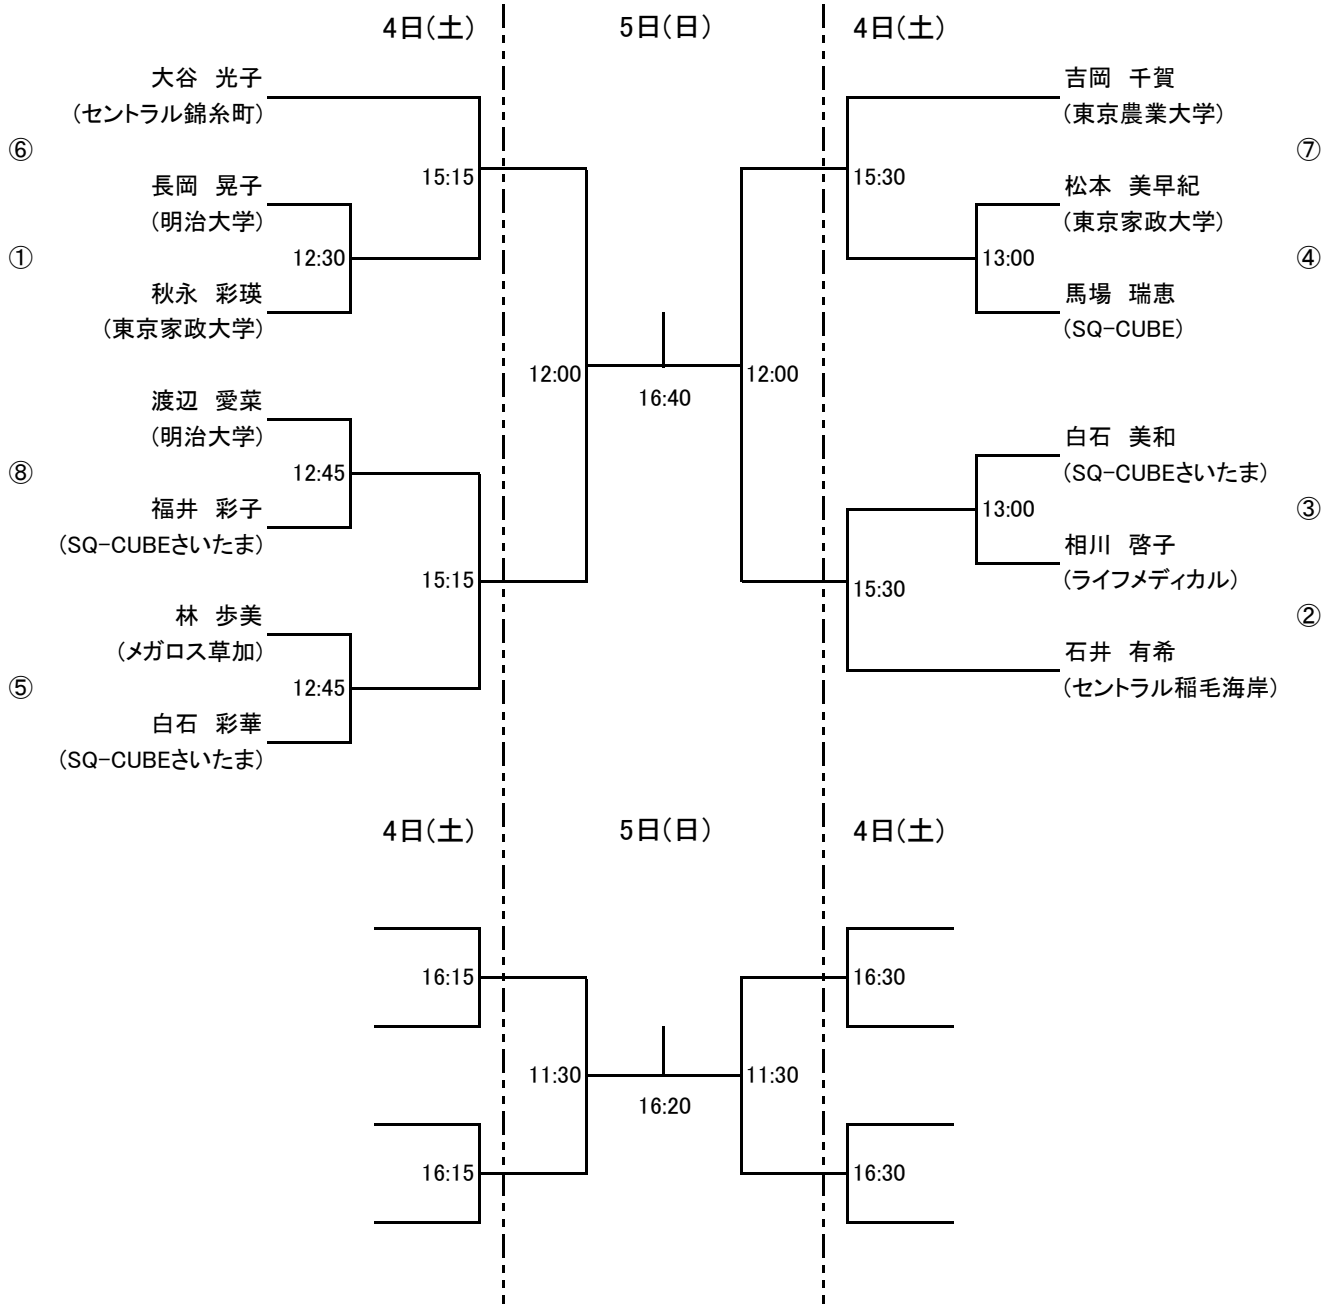 4日(土)
5日(日)
4日(土)
大谷　光子
(セントラル錦糸町)
⑥
15:15
長岡　晃子
(明治大学)
①
12:30
秋永　彩瑛
(東京家政大学)
渡辺　愛菜
(明治大学)
⑧
12:45
福井　彩子
(SQ-CUBEさいたま)
15:15
林　歩美
(メガロス草加)
⑤
12:45
白石　彩華
(SQ-CUBEさいたま)
12:00
16:40
12:00
吉岡　千賀
(東京農業大学)
⑦
15:30
松本　美早紀
(東京家政大学)
13:00
④
馬場　瑞恵
(SQ-CUBE)
白石　美和
(SQ-CUBEさいたま)
13:00
③
相川　啓子
(ライフメディカル)
15:30
②
石井　有希
(セントラル稲毛海岸)
4日(土)
5日(日)
4日(土)
16:15
16:30
11:30
16:20
11:30
16:15
16:30